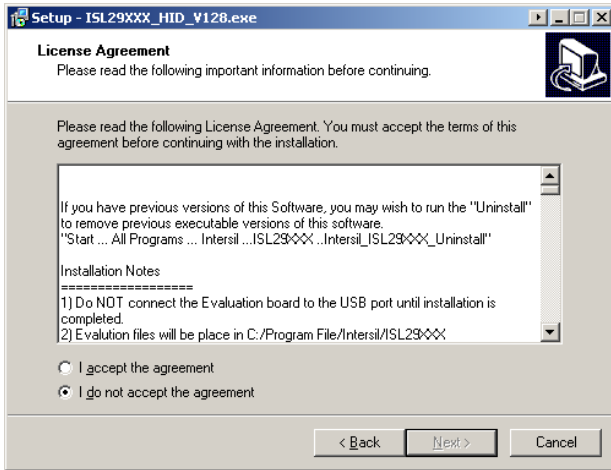 Setup - ISL29XXX_HID_V128.exe
License Agreement
Please read the following important information before continuing.
Please read the following License Agreement. You must accept the terms of this
agreement before continuing with the installation.
If you have previous versions of this Software, you may wish to run the "Uninstall"
to remove previous executable versions of this software.
"Start ... All Programs ... Intersil ...ISL29XXX ..Intersil_ISL29XXX_Uninstall"
Installation Notes
==================
1) Do NOT connect the Evaluation board to the USB port until installation is
completed.
2) Evalution files will be place in C:/Program File/Intersil/ISL29XXX
I accept the agreement
I do not accept the agreement
< Back
Next >
Cancel